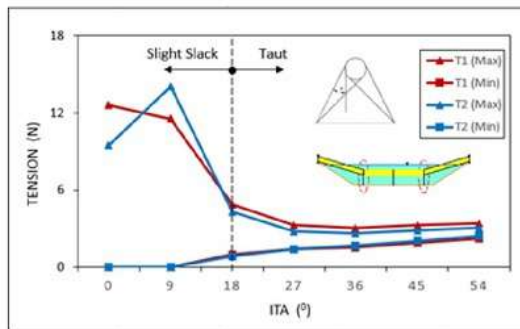 Slight Slack
Taut
T1 (Max)
T1 (Min)
T2 (Max)
T2 (Min)
TENSION (N)
18
12
6
0
0 9 18 27 36 45 54
ITA (⁰)